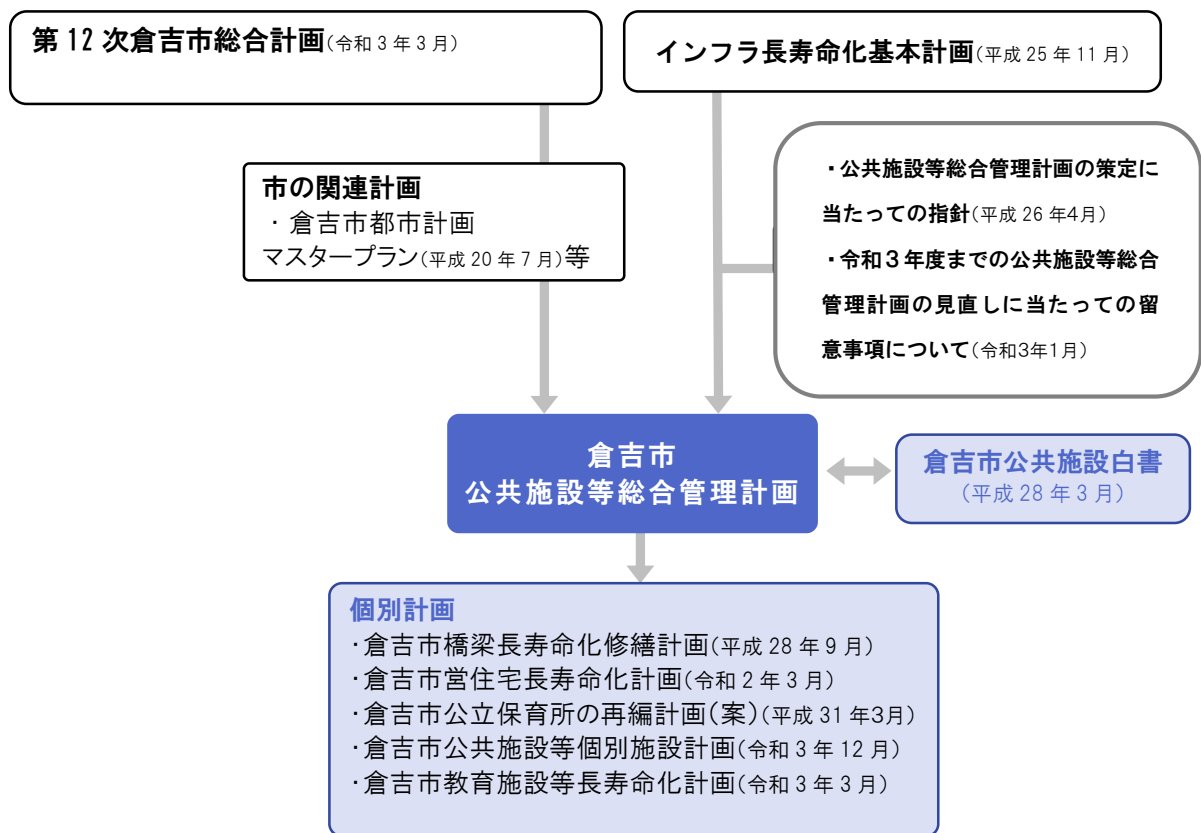 第12次倉吉市総合計画(令和3年3月)
インフラ長寿命化基本計画(平成25年11月)
市の関連計画
・倉吉市都市計画
マスタープラン(平成20年7月)等
・公共施設等総合管理計画の策定に
当たっての指針(平成26年4月)
・令和3年度までの公共施設等総合
管理計画の見直しに当たっての留
意事項について(令和3年1月)
倉吉市
公共施設等総合管理計画
倉吉市公共施設白書
(平成28年3月)
個別計画
・倉吉市橋梁長寿命化修繕計画(平成28年9月)
・倉吉市営住宅長寿命化計画(令和2年3月)
・倉吉市公立保育所の再編計画(案)(平成31年3月)
・倉吉市公共施設等個別施設計画(令和3年12月)
・倉吉市教育施設等長寿命化計画(令和3年3月)